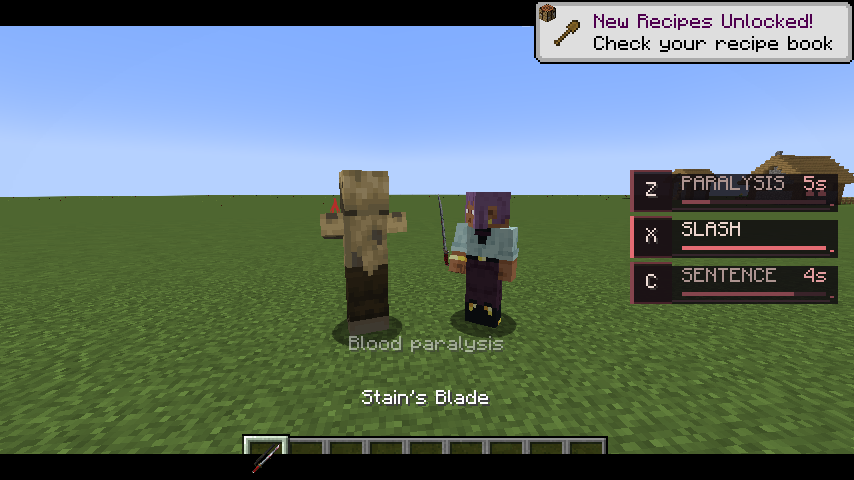 New Recipes Unlocked!
Check your recipe book
Z PARALYSIS 5s
X SLASH
C SENTENCE 4s
Blood paralysis
Stain's Blade